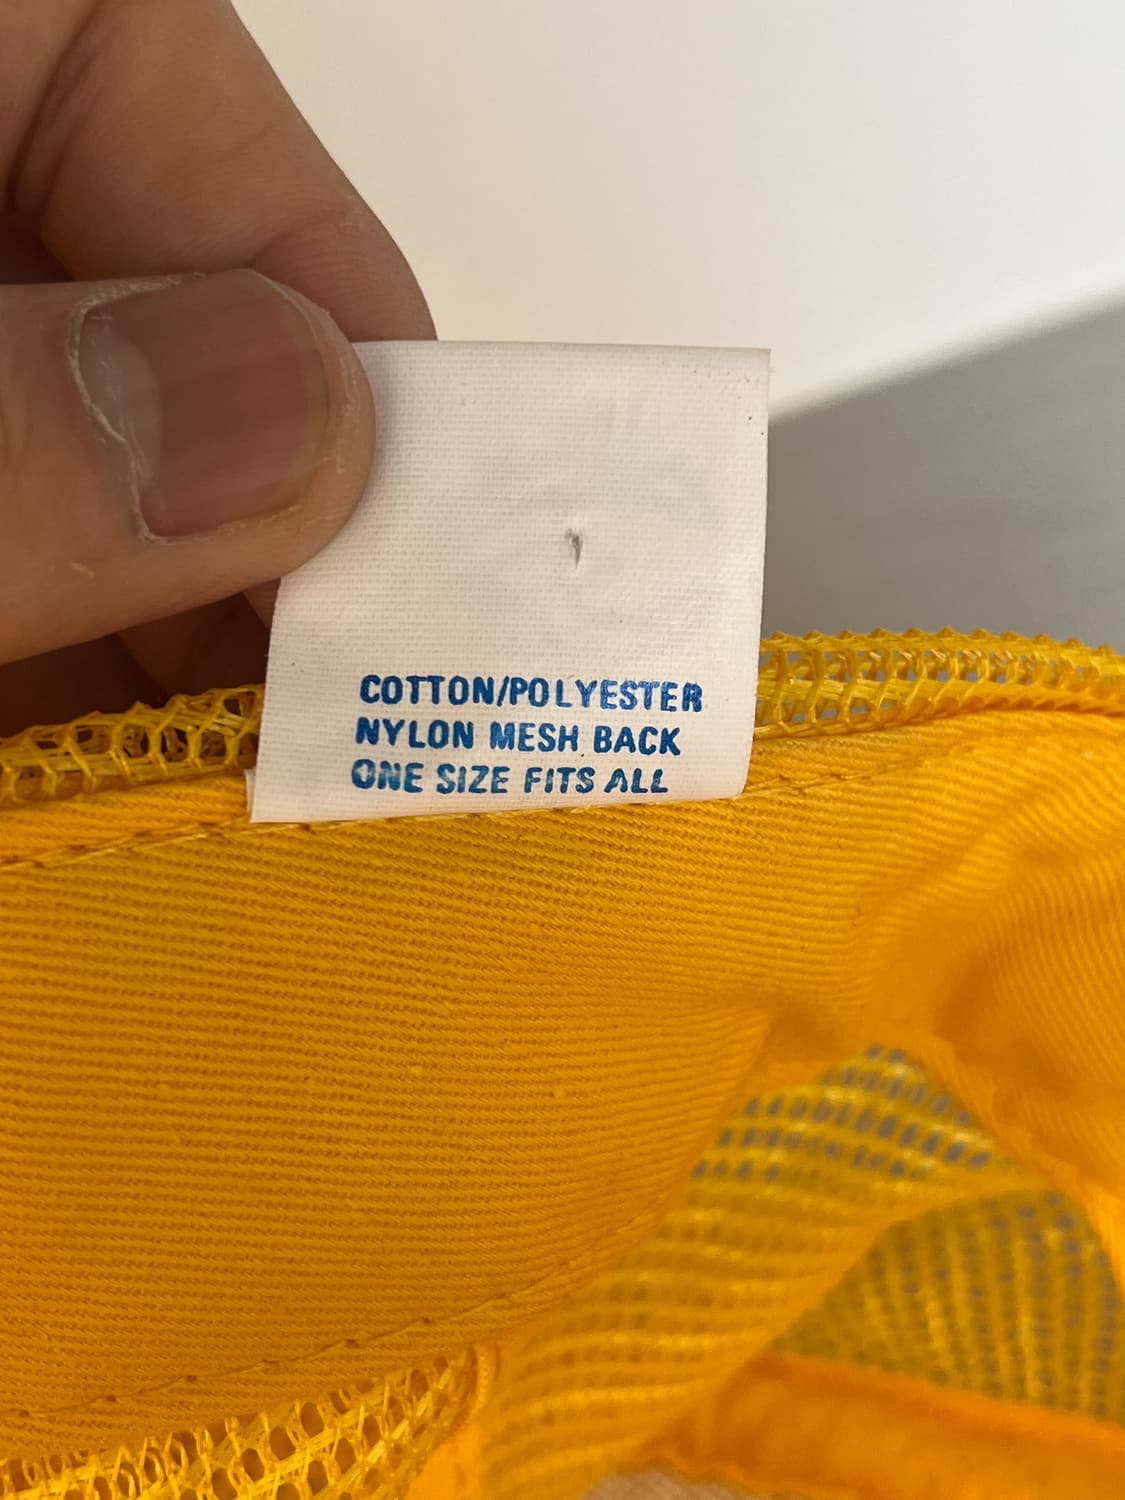 COTTON/POLYESTER
NYLON MESH BACK
ONE SIZE FITS ALL